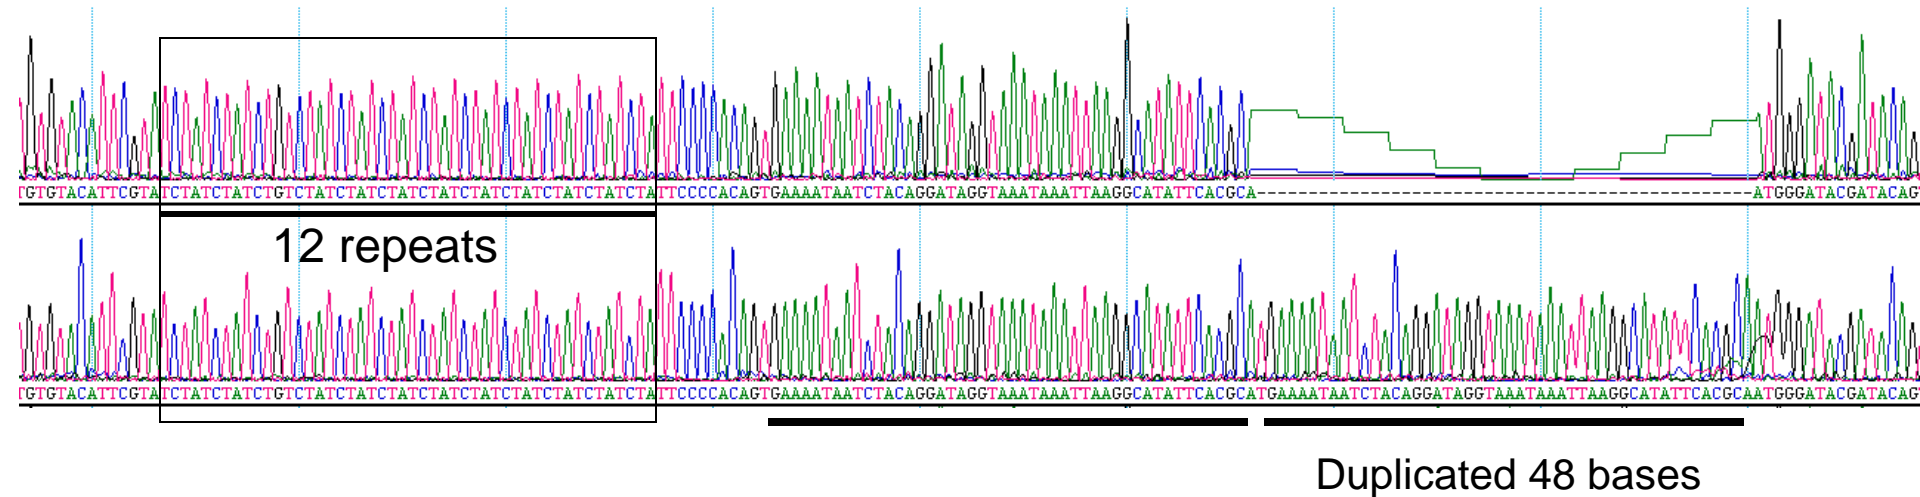 TGTGTACATTCGTATCTATCTATCTGTCTATCTATCTATCTATCTATCTATCTATCTATCTATTCCCCACAGTGAAAATAATCTACAGGATAGGTAAATAAATTAAGGCATATTCACGCA------------------------------------------------ATGGGATACGATACAG
12 repeats
TGTGTACATTCGTATCTATCTATCTGTCTATCTATCTATCTATCTATCTATCTATCTATCTATTCCCCACAGTGAAAATAATCTACAGGATAGGTAAATAAATTAAGGCATATTCACGCATGAAAATAATCTACAGGATAGGTAAATAAATTAAGGCATATTCACGCAATGGGATACGATACAG
Duplicated 48 bases